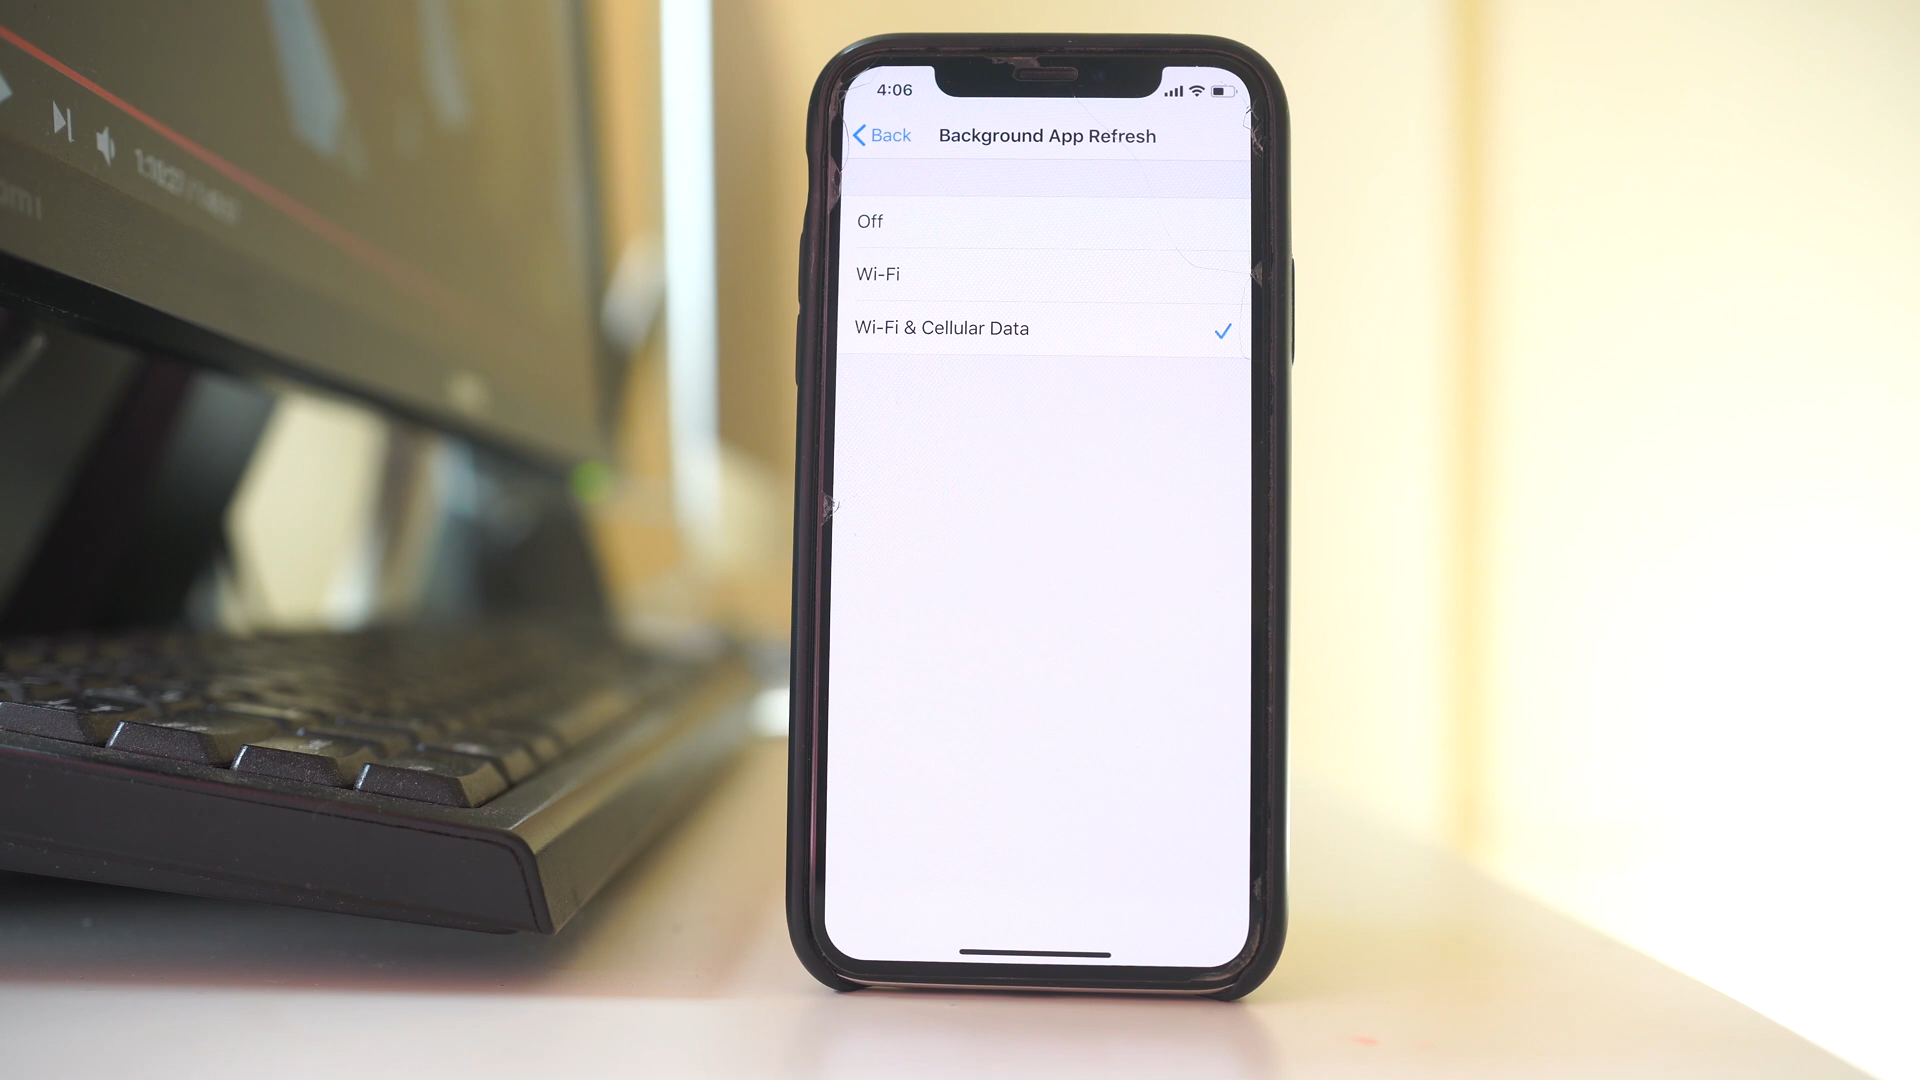 4:06
Back
Background App Refresh
Off
Wi-Fi
Wi-Fi & Cellular Data